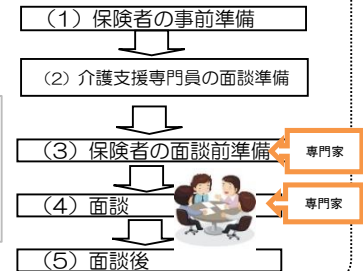 （1）保険者の事前準備
（2）介護支援専門員の面談準備
（3）保険者の面談前準備
専門家
（4）面談
専門家
（5）面談後